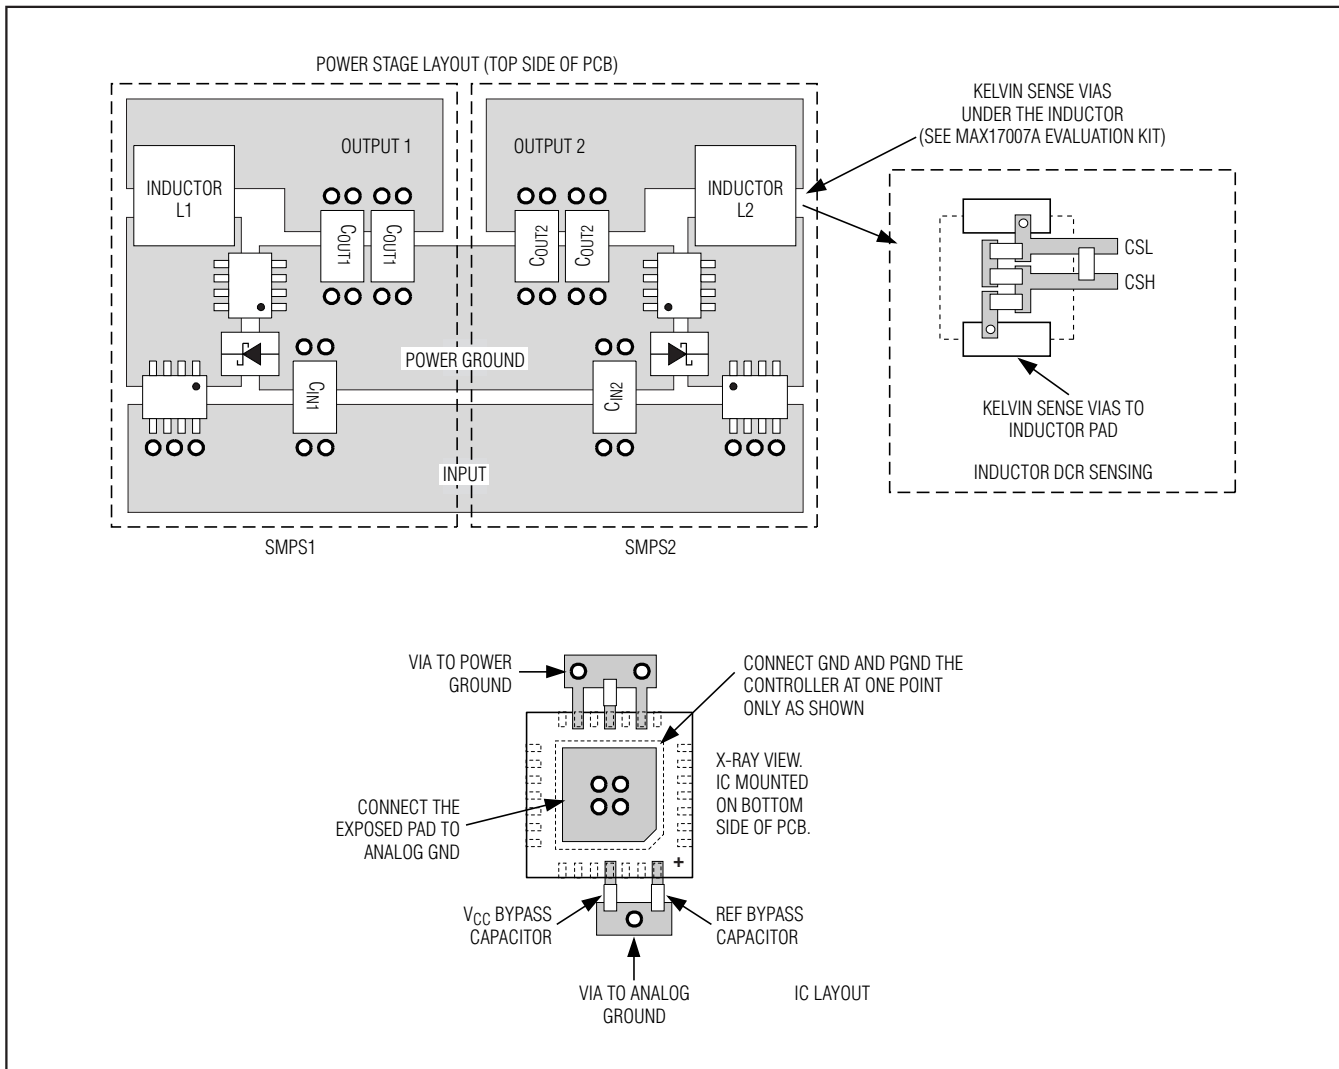 POWER STAGE LAYOUT (TOP SIDE OF PCB)
KELVIN SENSE VIAS
UNDER THE INDUCTOR
(SEE MAX17007A EVALUATION KIT)
OUTPUT 1
OUTPUT 2
INDUCTOR
L1
INDUCTOR
L2
COUT1
COUT1
COUT2
COUT2
CSL
CSH
POWER GROUND
CIN1
CIN2
KELVIN SENSE VIAS TO
INDUCTOR PAD
INPUT
INDUCTOR DCR SENSING
SMPS1
SMPS2
VIA TO POWER
GROUND
CONNECT GND AND PGND THE
CONTROLLER AT ONE POINT
ONLY AS SHOWN
X-RAY VIEW.
IC MOUNTED
ON BOTTOM
SIDE OF PCB.
CONNECT THE
EXPOSED PAD TO
ANALOG GND
+
VCC BYPASS
CAPACITOR
REF BYPASS
CAPACITOR
VIA TO ANALOG
GROUND
IC LAYOUT